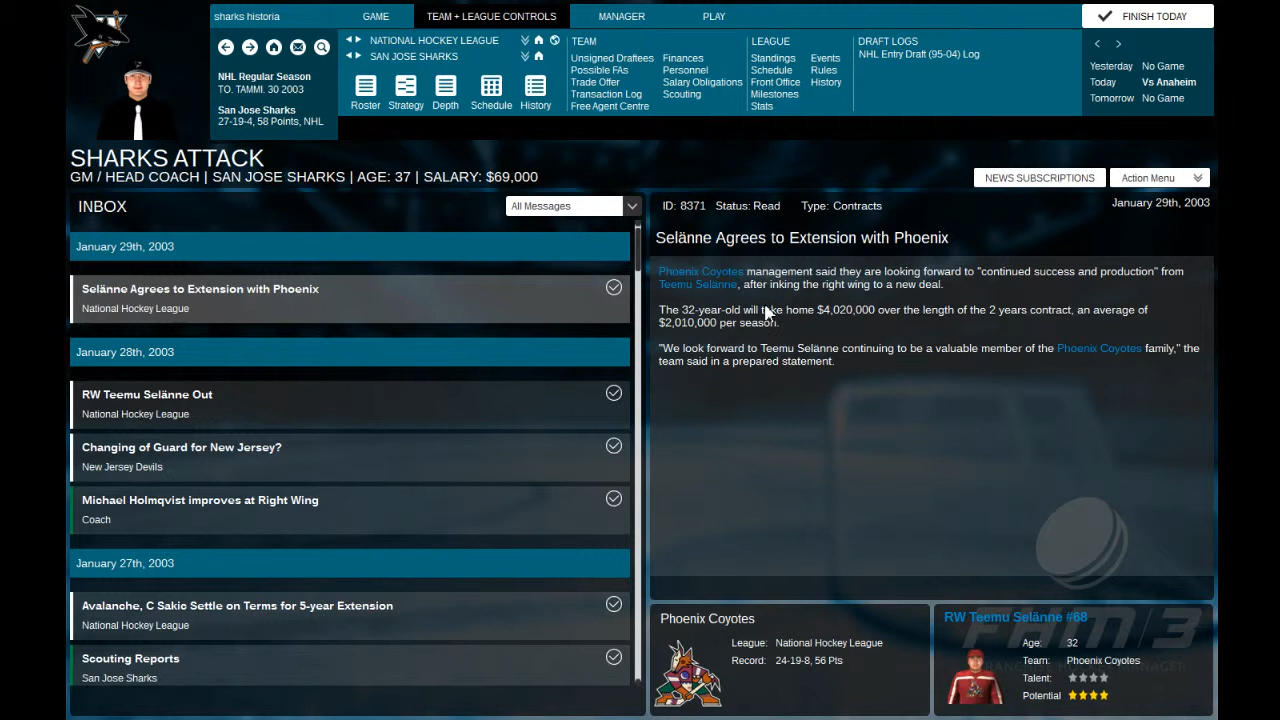 sharks historia
GAME
TEAM + LEAGUE CONTROLS
MANAGER
PLAY
FINISH TODAY
NHL Regular Season
TO. TAMMI. 30 2003
San Jose Sharks
27-19-4, 58 Points, NHL
NATIONAL HOCKEY LEAGUE
SAN JOSE SHARKS
Roster
Strategy
Depth
Schedule
History
TEAM
Unsigned Draftees
Finances
Possible FAs
Personnel
Trade Offer
Salary Obligations
Transaction Log
Scouting
Free Agent Centre
LEAGUE
Standings
Events
Schedule
Rules
Front Office
History
Milestones
Stats
DRAFT LOGS
NHL Entry Draft (95-04) Log
Yesterday No Game
Today Vs Anaheim
Tomorrow No Game
SHARKS ATTACK
GM / HEAD COACH | SAN JOSE SHARKS | AGE: 37 | SALARY: $69,000
NEWS SUBSCRIPTIONS
Action Menu
INBOX
All Messages
January 29th, 2003
Selänne Agrees to Extension with Phoenix
National Hockey League
January 28th, 2003
RW Teemu Selänne Out
National Hockey League
Changing of Guard for New Jersey?
New Jersey Devils
Michael Holmqvist improves at Right Wing
Coach
January 27th, 2003
Avalanche, C Sakic Settle on Terms for 5-year Extension
National Hockey League
Scouting Reports
San Jose Sharks
ID: 8371 Status: Read Type: Contracts
January 29th, 2003
Selänne Agrees to Extension with Phoenix
Phoenix Coyotes management said they are looking forward to "continued success and production" from
Teemu Selänne, after inking the right wing to a new deal.
The 32-year-old will take home $4,020,000 over the length of the 2 years contract, an average of
$2,010,000 per season.
"We look forward to Teemu Selänne continuing to be a valuable member of the Phoenix Coyotes family," the
team said in a prepared statement.
Phoenix Coyotes
League: National Hockey League
Record: 24-19-8, 56 Pts
RW Teemu Selänne #68
Age: 32
Team: Phoenix Coyotes
Talent:
Potential
FHM/3
FRANCHISE HOCKEY MANAGER